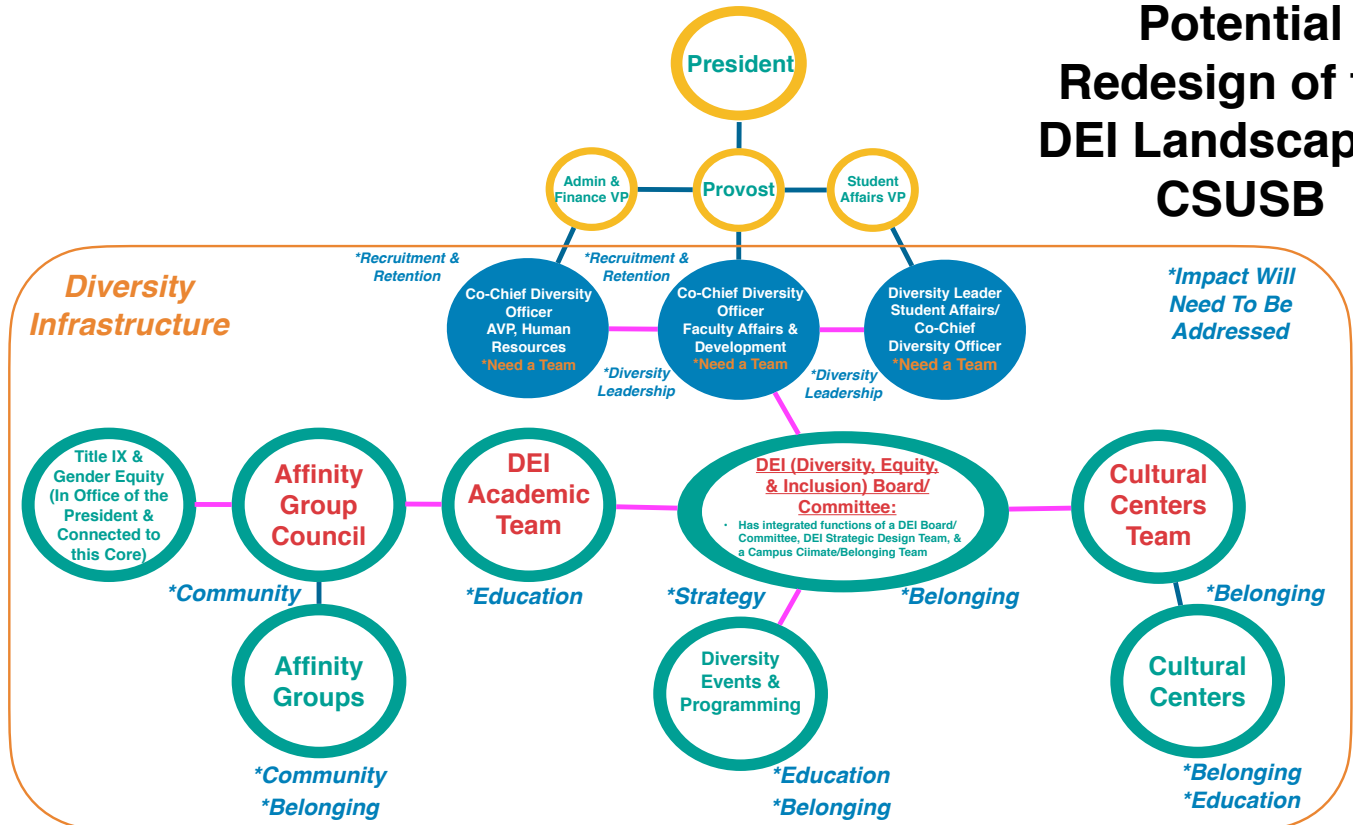 Potential
Redesign of t
DEI Landscap
CSUSB
President
Admin &
Finance VP
Provost
Student
Affairs VP
Diversity
Infrastructure
*Recruitment &
Retention
*Recruitment &
Retention
*Impact Will
Need To Be
Addressed
Co-Chief Diversity
Officer
AVP, Human
Resources
*Need a Team
Co-Chief Diversity
Officer
Faculty Affairs &
Development
*Need a Team
Diversity Leader
Student Affairs/
Co-Chief
Diversity Officer
*Need a Team
*Diversity
Leadership
*Diversity
Leadership
Title IX &
Gender Equity
(In Office of the
President &
Connected to
this Core)
Affinity
Group
Council
DEI
Academic
Team
DEI (Diversity, Equity,
& Inclusion) Board/
Committee:
• Has integrated functions of a DEI Board/
Committee, DEI Strategic Design Team, &
a Campus Climate/Belonging Team
Cultural
Centers
Team
*Community
*Education
*Strategy
*Belonging
*Belonging
Affinity
Groups
Diversity
Events &
Programming
Cultural
Centers
*Community
*Belonging
*Education
*Belonging
*Belonging
*Education